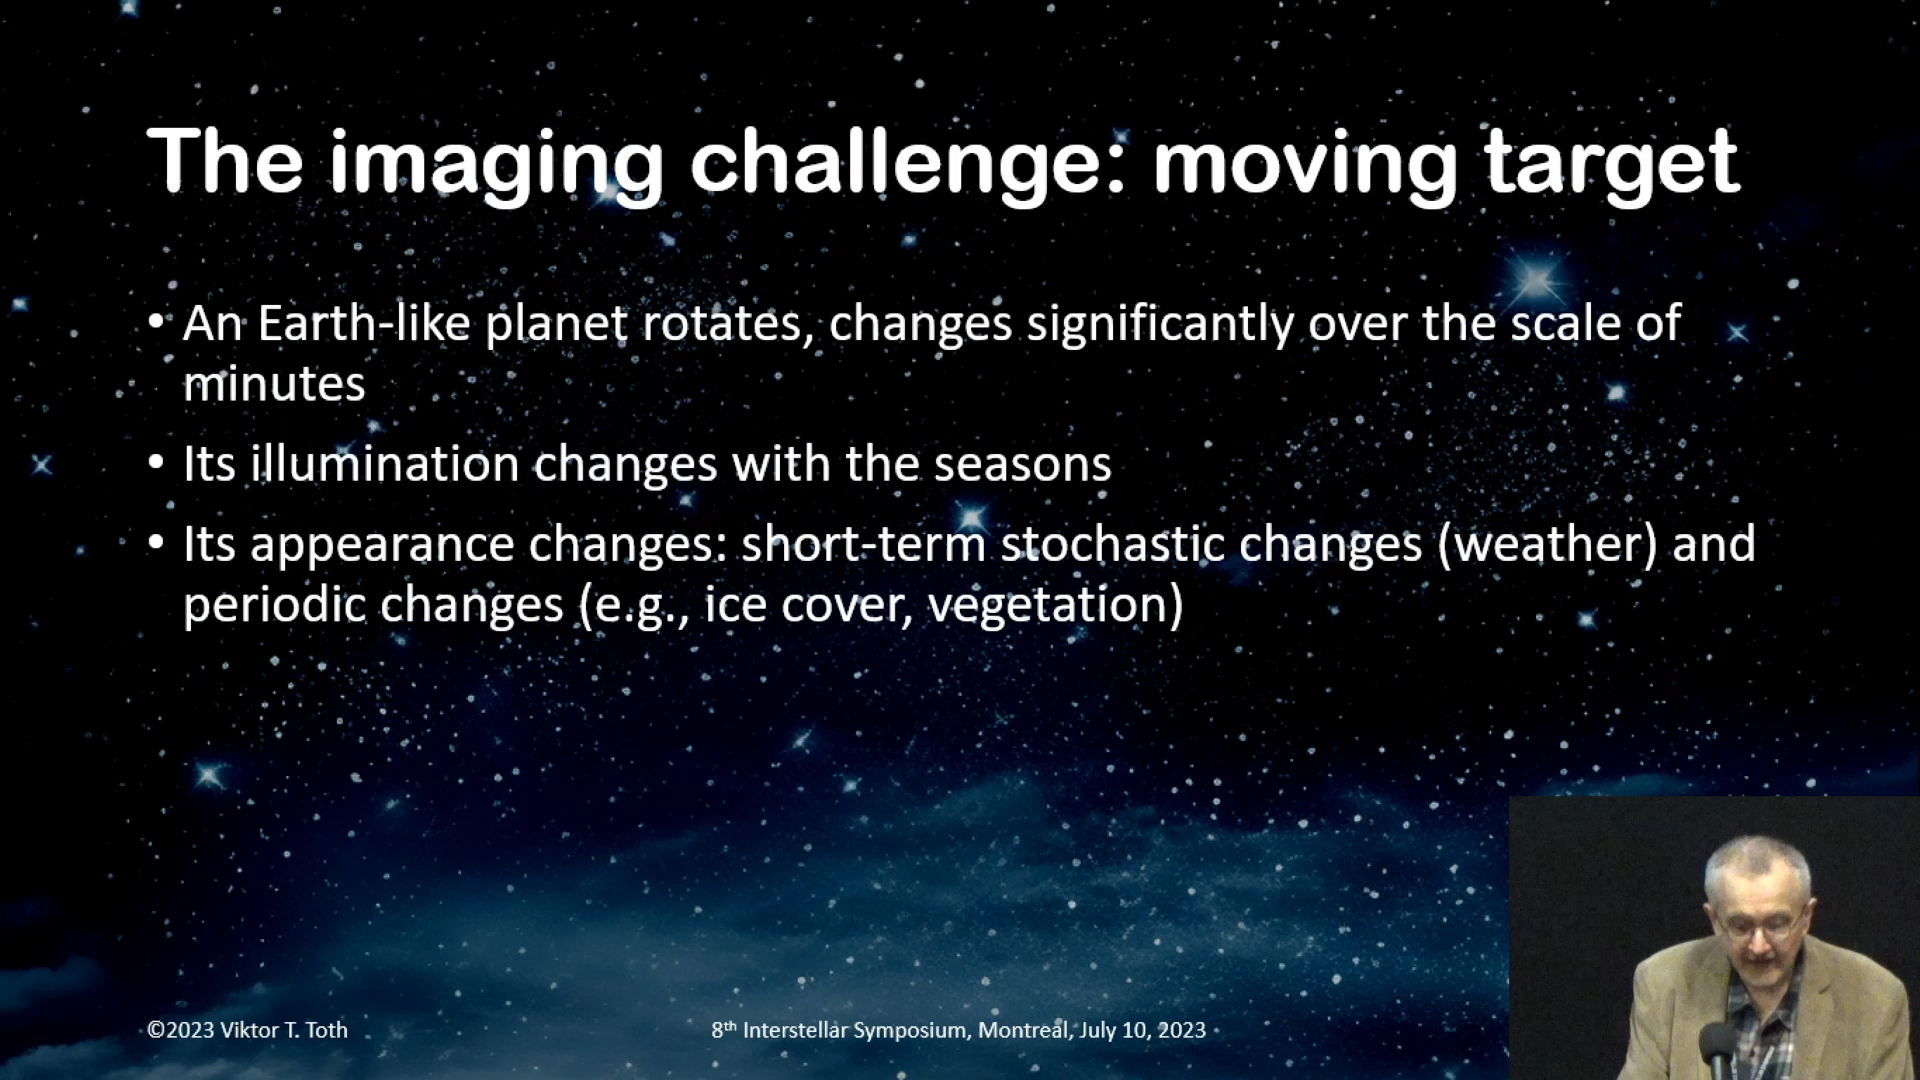 The imaging challenge: moving target
• An Earth-like planet rotates, changes significantly over the scale of
minutes
• Its illumination changes with the seasons
• Its appearance changes: short-term stochastic changes (weather) and
periodic changes (e.g., ice cover, vegetation)
©2023 Viktor T. Toth
8th Interstellar Symposium, Montreal, July 10, 2023